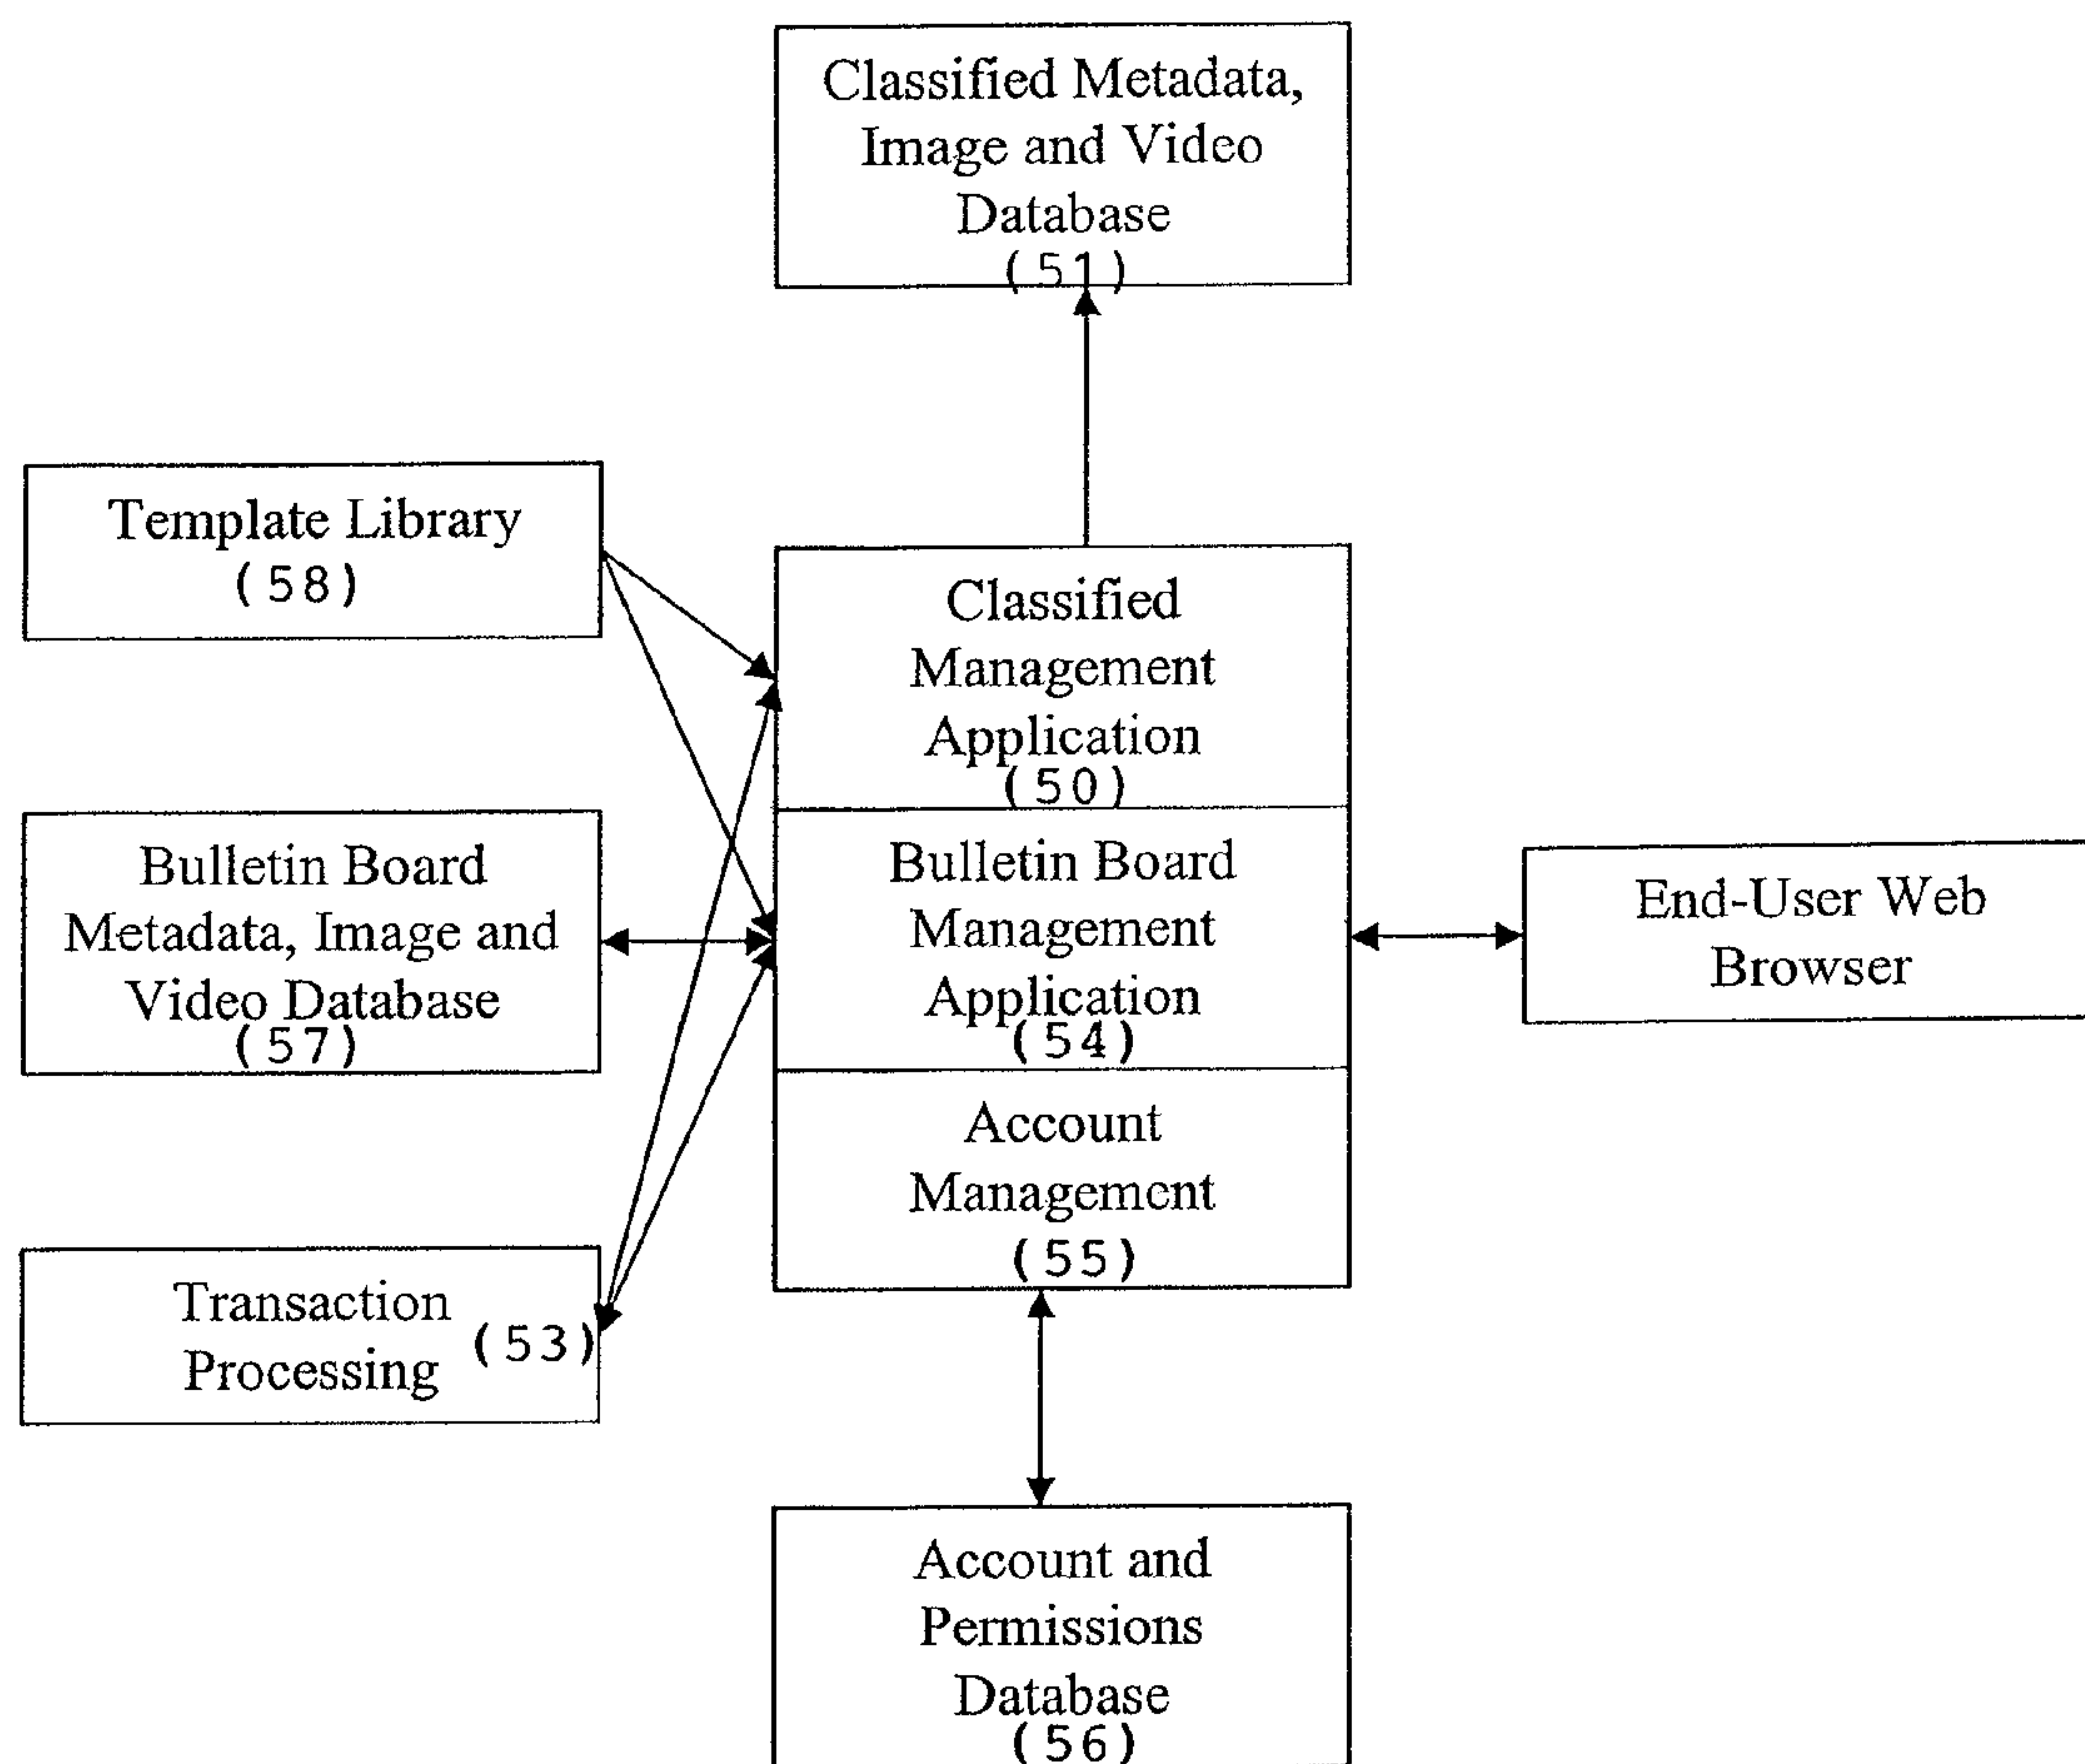 Classified Metadata,
Image and Video
Database
(51)
Template Library
(58)
Classified
Management
Application
(50)
Bulletin Board
Metadata, Image and
Video Database
(57)
Bulletin Board
Management
Application
(54)
End-User Web
Browser
Account
Management
(55)
Transaction
Processing (53)
Account and
Permissions
Database
(56)